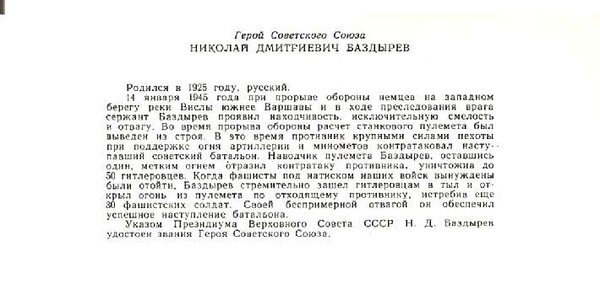 Герой Советского Союза
НИКОЛАЙ ДМИТРИЕВИЧ БАЗДЫРЕВ
Родился в 1925 году, русский.
14 января 1945 года при прорыве обороны немцев на западном
берегу реки Вислы южнее Варшавы и в ходе преследования врага
сержант Баздырев проявил находчивость, исключительную смелость
и отвагу. Во время прорыва обороны расчет станкового пулемета был
выведен из строя. В это время противник крупными силами пехоты
при поддержке огня артиллерии и минометов контратаковал насту-
павший советский батальон. Наводчик пулемета Баздырев, оставшись
один, метким огнем отразил контратаку противника, уничтожив до
50 гитлеровцев. Когда фашисты под натиском наших войск вынуждены
были отойти, Баздырев стремительно зашел гитлеровцам в тыл и от-
крыл огонь из пулемета по отходящему противнику, истребив еще
30 фашистских солдат. Своей беспримерной отвагой он обеспечил
успешное наступление батальона.
Указом Президиума Верховного Совета СССР Н. Д. Баздырев
удостоен звания Героя Советского Союза.